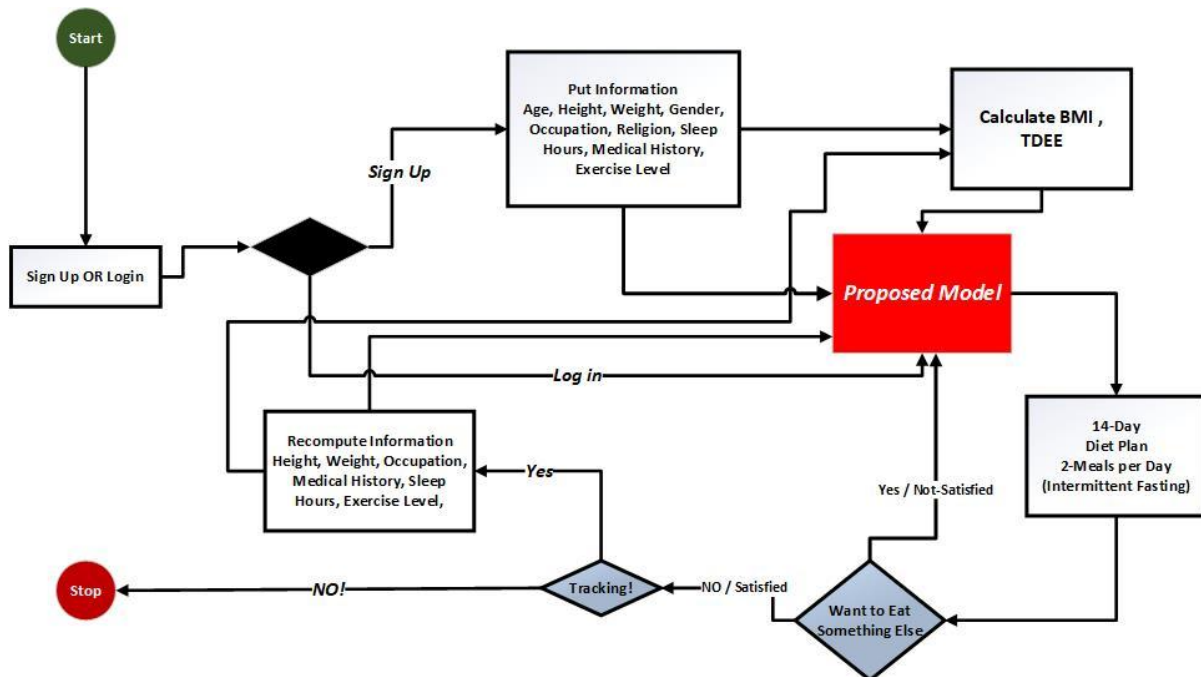 Start
Sign Up OR Login
Sign Up
Put Information
Age, Height, Weight, Gender,
Occupation, Religion, Sleep
Hours, Medical History,
Exercise Level
Calculate BMI ,
TDEE
Proposed Model
Log in
14-Day
Diet Plan
2-Meals per Day
(Intermittent Fasting)
Recompute Information
Height, Weight, Occupation,
Medical History, Sleep
Hours, Exercise Level,
Yes
Yes / Not-Satisfied
Stop
NO!
Tracking!
NO / Satisfied
Want to Eat
Something Else